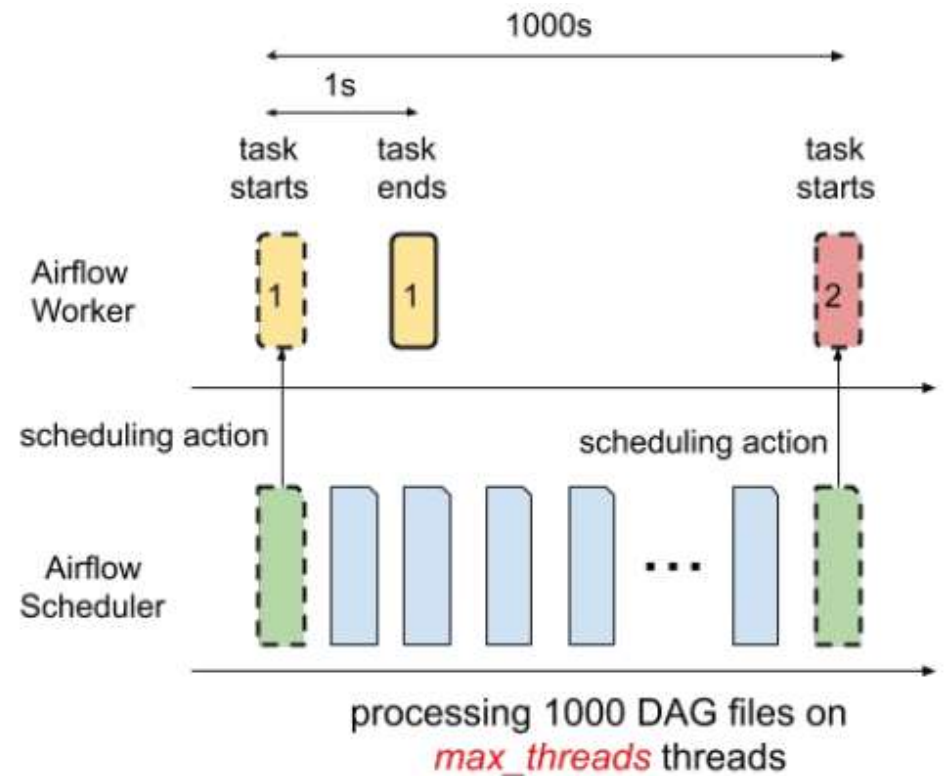 1000s
1s
task
starts
task
ends
task
starts
Airflow
Worker
1
1
2
scheduling action
scheduling action
Airflow
Scheduler
...
processing 1000 DAG files on
max_threads threads